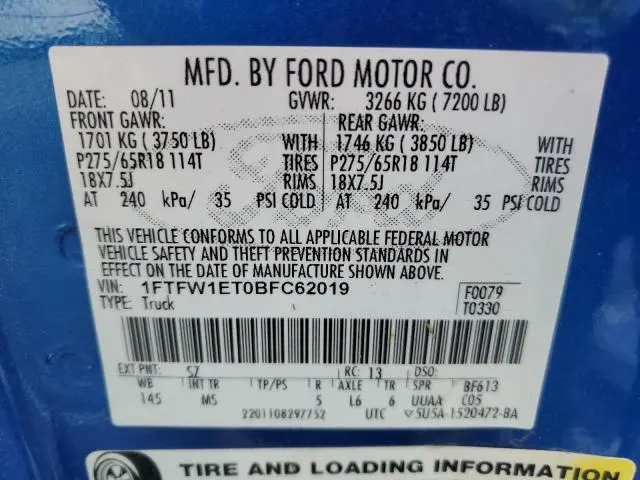 MFD. BY FORD MOTOR CO.
DATE: 08/11 GVWR: 3266 KG ( 7200 LB)
FRONT GAWR: REAR GAWR:
1701 KG ( 3750 LB) WITH 1746 KG ( 3850 LB) WITH
P275/65R18 114T TIRES P275/65R18 114T TIRES
18X7.5J RIMS 18X7.5J RIMS
AT 240 kPa/ 35 PSI COLD AT 240 kPa/ 35 PSI COLD
Ford
THIS VEHICLE CONFORMS TO ALL APPLICABLE FEDERAL MOTOR
VEHICLE SAFETY AND THEFT PREVENTION STANDARDS IN
EFFECT ON THE DATE OF MANUFACTURE SHOWN ABOVE.
VIN: 1FTFW1ET0BFC62019 F0079
TYPE: Truck T0330
EXT PNT: SZ RC: 13 DSO:
WB INT TR TP/PS R AXLE TR SPR BF613
145 MS 5 L6 6 UUAA C05
2201108297752 UTC ▽5U5A-1520472-BA
TIRE AND LOADING INFORMATION